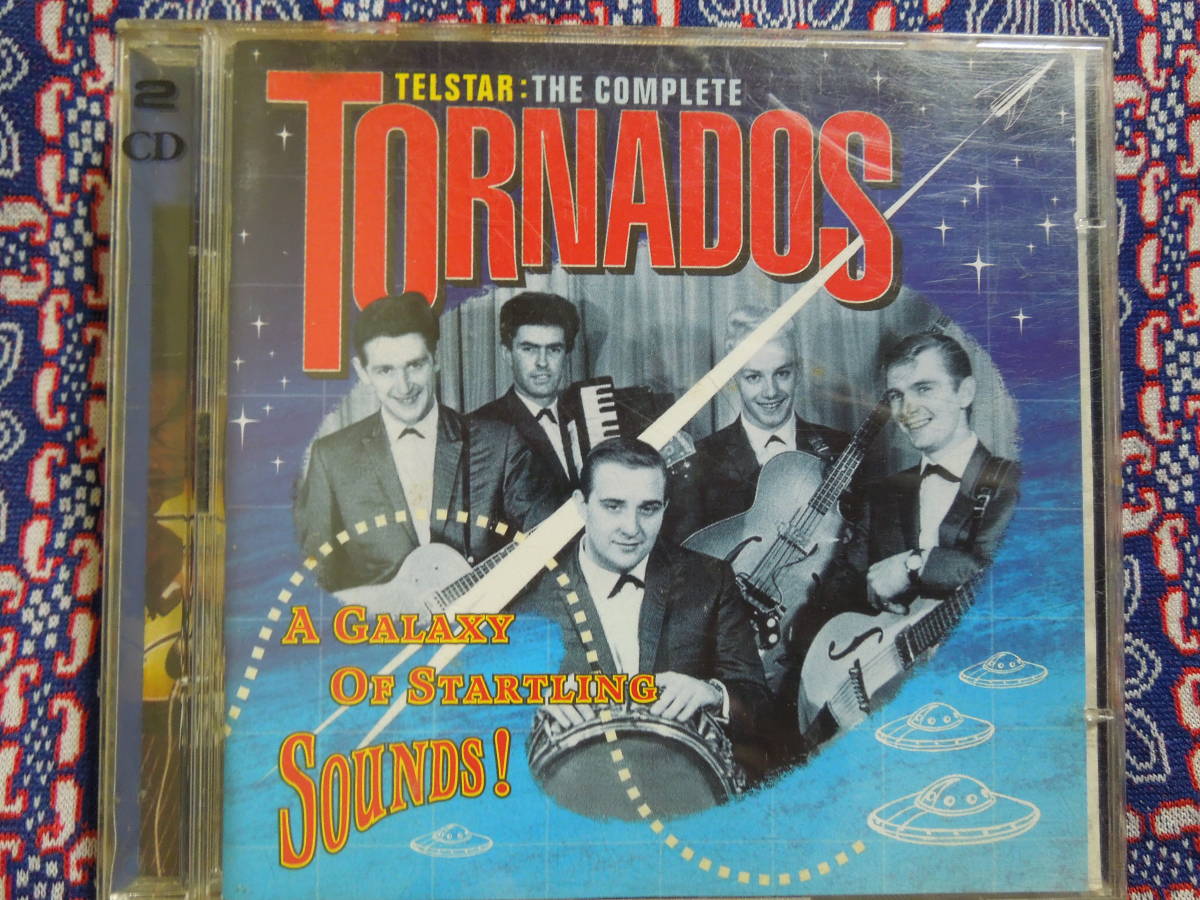 2
CD
TELSTAR: THE COMPLETE
TORNADOS
A GALAXY
OF STARTLING
SOUNDS!